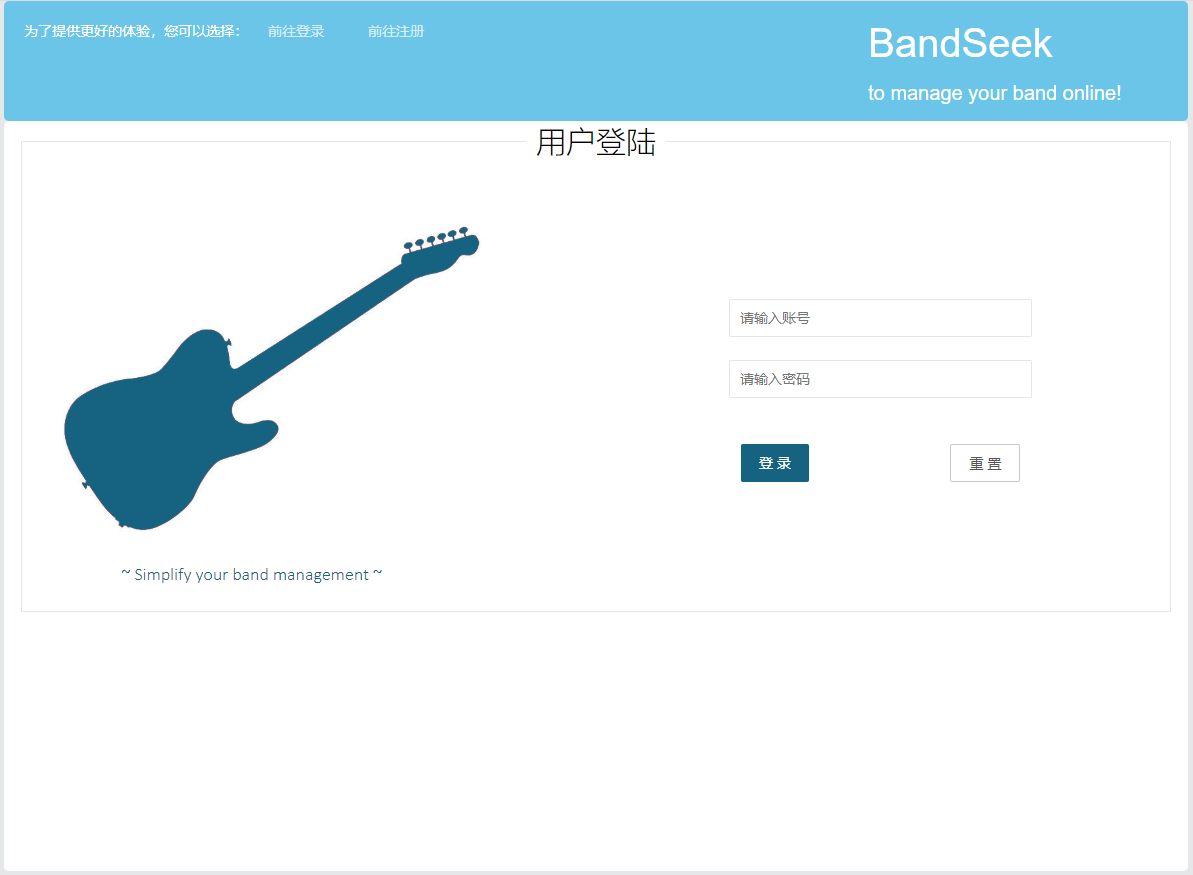 为了提供更好的体验，您可以选择： 前往登录 前往注册
BandSeek
to manage your band online!
用户登陆
请输入账号
请输入密码
登 录 重 置
~ Simplify your band management ~